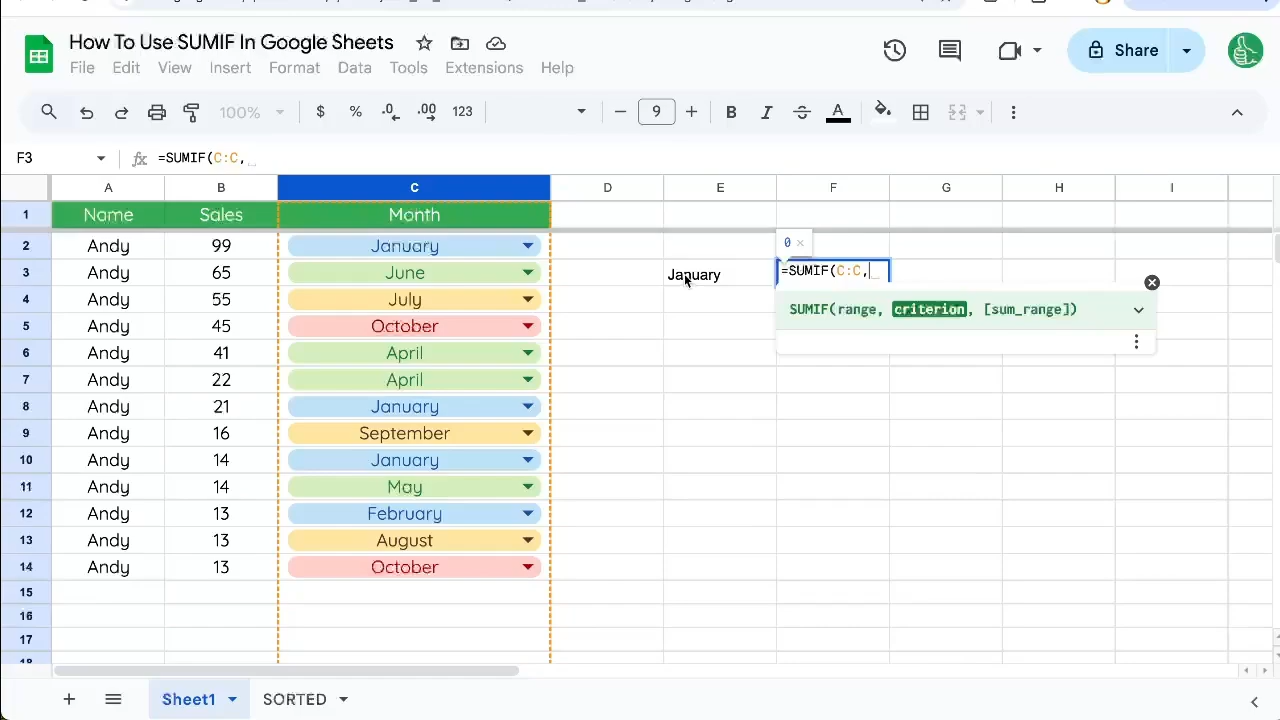 How To Use SUMIF In Google Sheets
Share
File Edit View Insert Format Data Tools Extensions Help
100% $ % .0 .00 123 9 B I A
F3 fx =SUMIF(C:C,
A B C D E F G H I
1 Name Sales Month
2 Andy 99 January 0 ×
3 Andy 65 June January =SUMIF(C:C,
4 Andy 55 July SUMIF(range, criterion, [sum_range])
5 Andy 45 October
6 Andy 41 April
7 Andy 22 April
8 Andy 21 January
9 Andy 16 September
10 Andy 14 January
11 Andy 14 May
12 Andy 13 February
13 Andy 13 August
14 Andy 13 October
15
16
17
18
Sheet1 SORTED